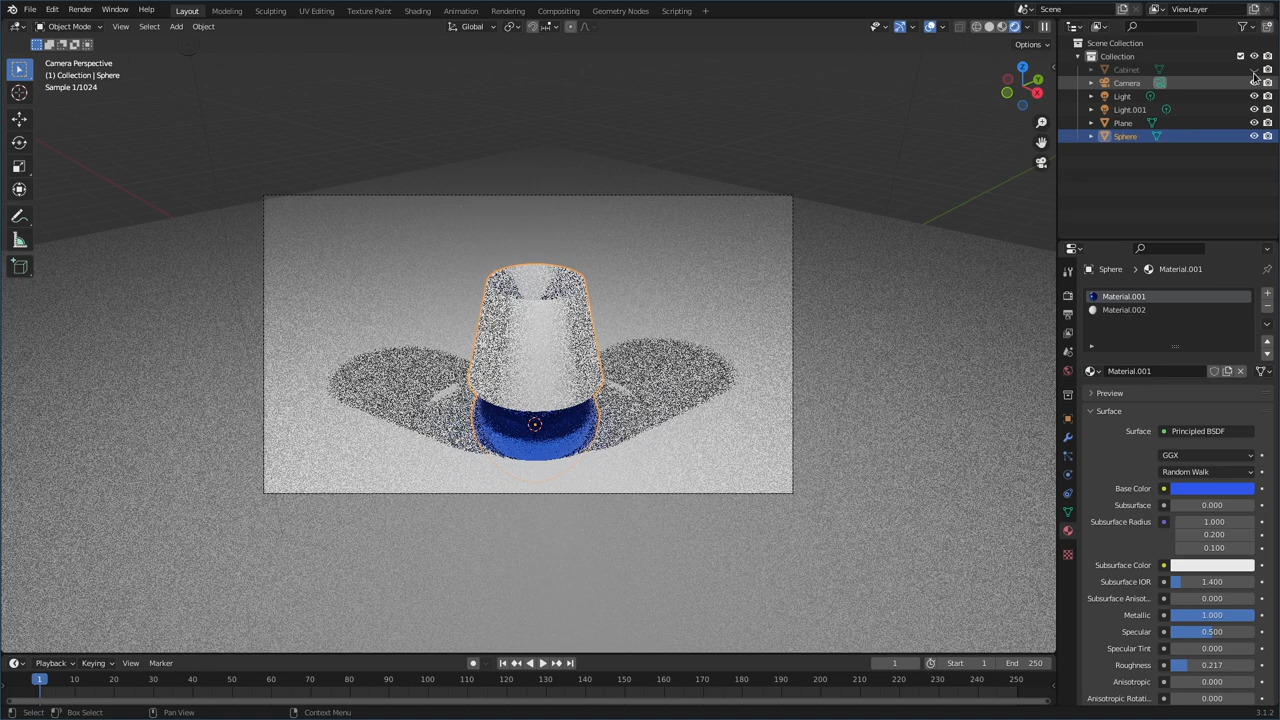 File Edit Render Window Help Layout Modeling Sculpting UV Editing Texture Paint Shading Animation Rendering Compositing Geometry Nodes Scripting + Scene ViewLayer
Object Mode View Select Add Object Global
Options
Camera Perspective
(1) Collection | Sphere
Sample 1/1024
Z
Y
Scene Collection
Collection
Cabinet
Camera
Light
Light.001
Plane
Sphere
Sphere > Material.001
Material.001
Material.002
Material.001
Preview
Surface
Surface Principled BSDF
GGX
Random Walk
Base Color
Subsurface 0.000
Subsurface Radius 1.000
0.200
0.100
Subsurface Color
Subsurface IOR 1.400
Subsurface Anisot... 0.000
Metallic 1.000
Specular 0.500
Specular Tint 0.000
Roughness 0.217
Anisotropic 0.000
Anisotropic Rotati... 0.000
Playback Keying View Marker 1 Start 1 End 250
1 10 20 30 40 50 60 70 80 90 100 110 120 130 140 150 160 170 180 190 200 210 220 230 240 250
Select Box Select Pan View Context Menu 3.1.2